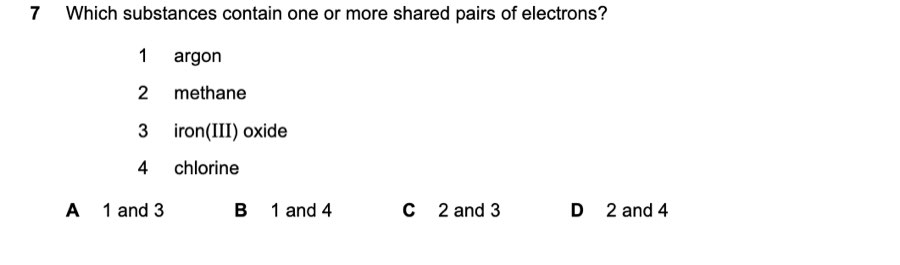 7 Which substances contain one or more shared pairs of electrons?
1 argon
2 methane
3 iron(III) oxide
4 chlorine
A 1 and 3 B 1 and 4 C 2 and 3 D 2 and 4